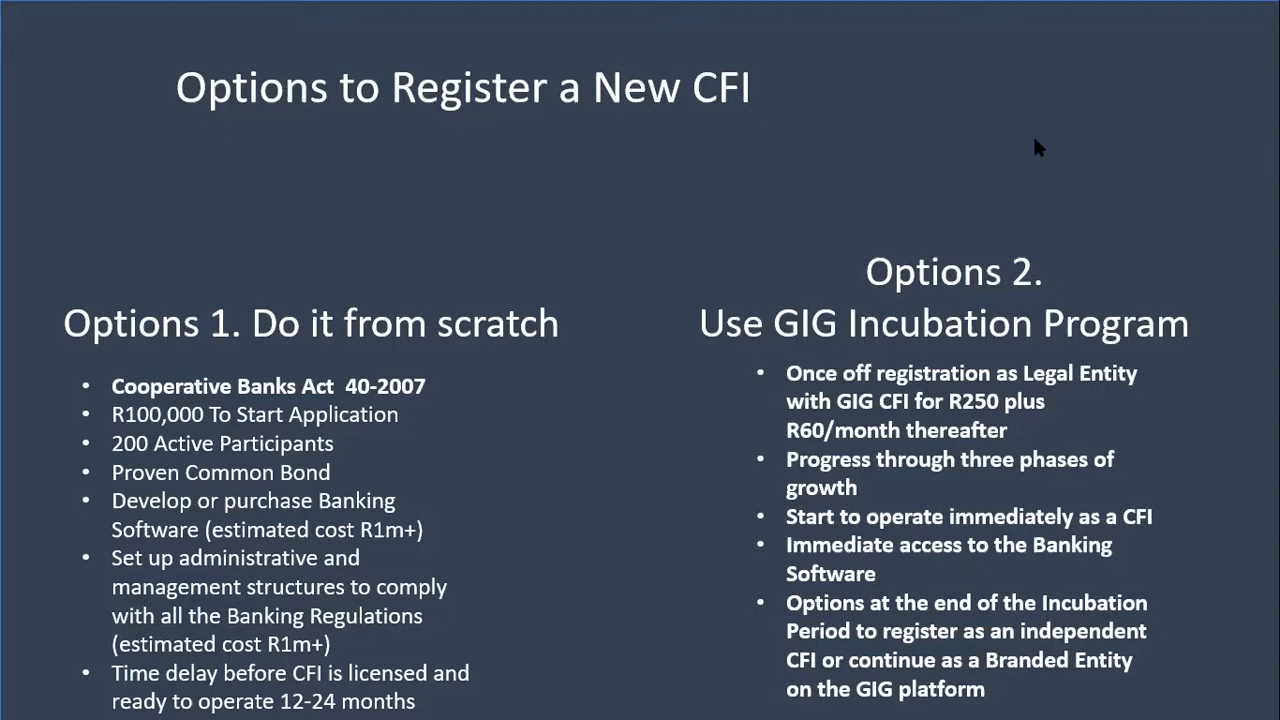 Options to Register a New CFI
Options 1. Do it from scratch
• Cooperative Banks Act  40-2007
• R100,000 To Start Application
• 200 Active Participants
• Proven Common Bond
• Develop or purchase Banking
Software (estimated cost R1m+)
• Set up administrative and
management structures to comply
with all the Banking Regulations
(estimated cost R1m+)
• Time delay before CFI is licensed and
ready to operate 12-24 months
Options 2.
Use GIG Incubation Program
• Once off registration as Legal Entity
with GIG CFI for R250 plus
R60/month thereafter
• Progress through three phases of
growth
• Start to operate immediately as a CFI
• Immediate access to the Banking
Software
• Options at the end of the Incubation
Period to register as an independent
CFI or continue as a Branded Entity
on the GIG platform